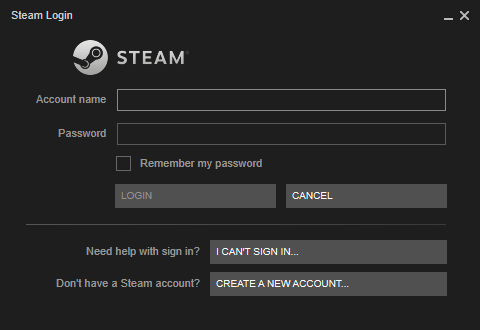 Steam Login
STEAM
Account name
Password
Remember my password
LOGIN
CANCEL
Need help with sign in?
I CAN'T SIGN IN...
Don't have a Steam account?
CREATE A NEW ACCOUNT...